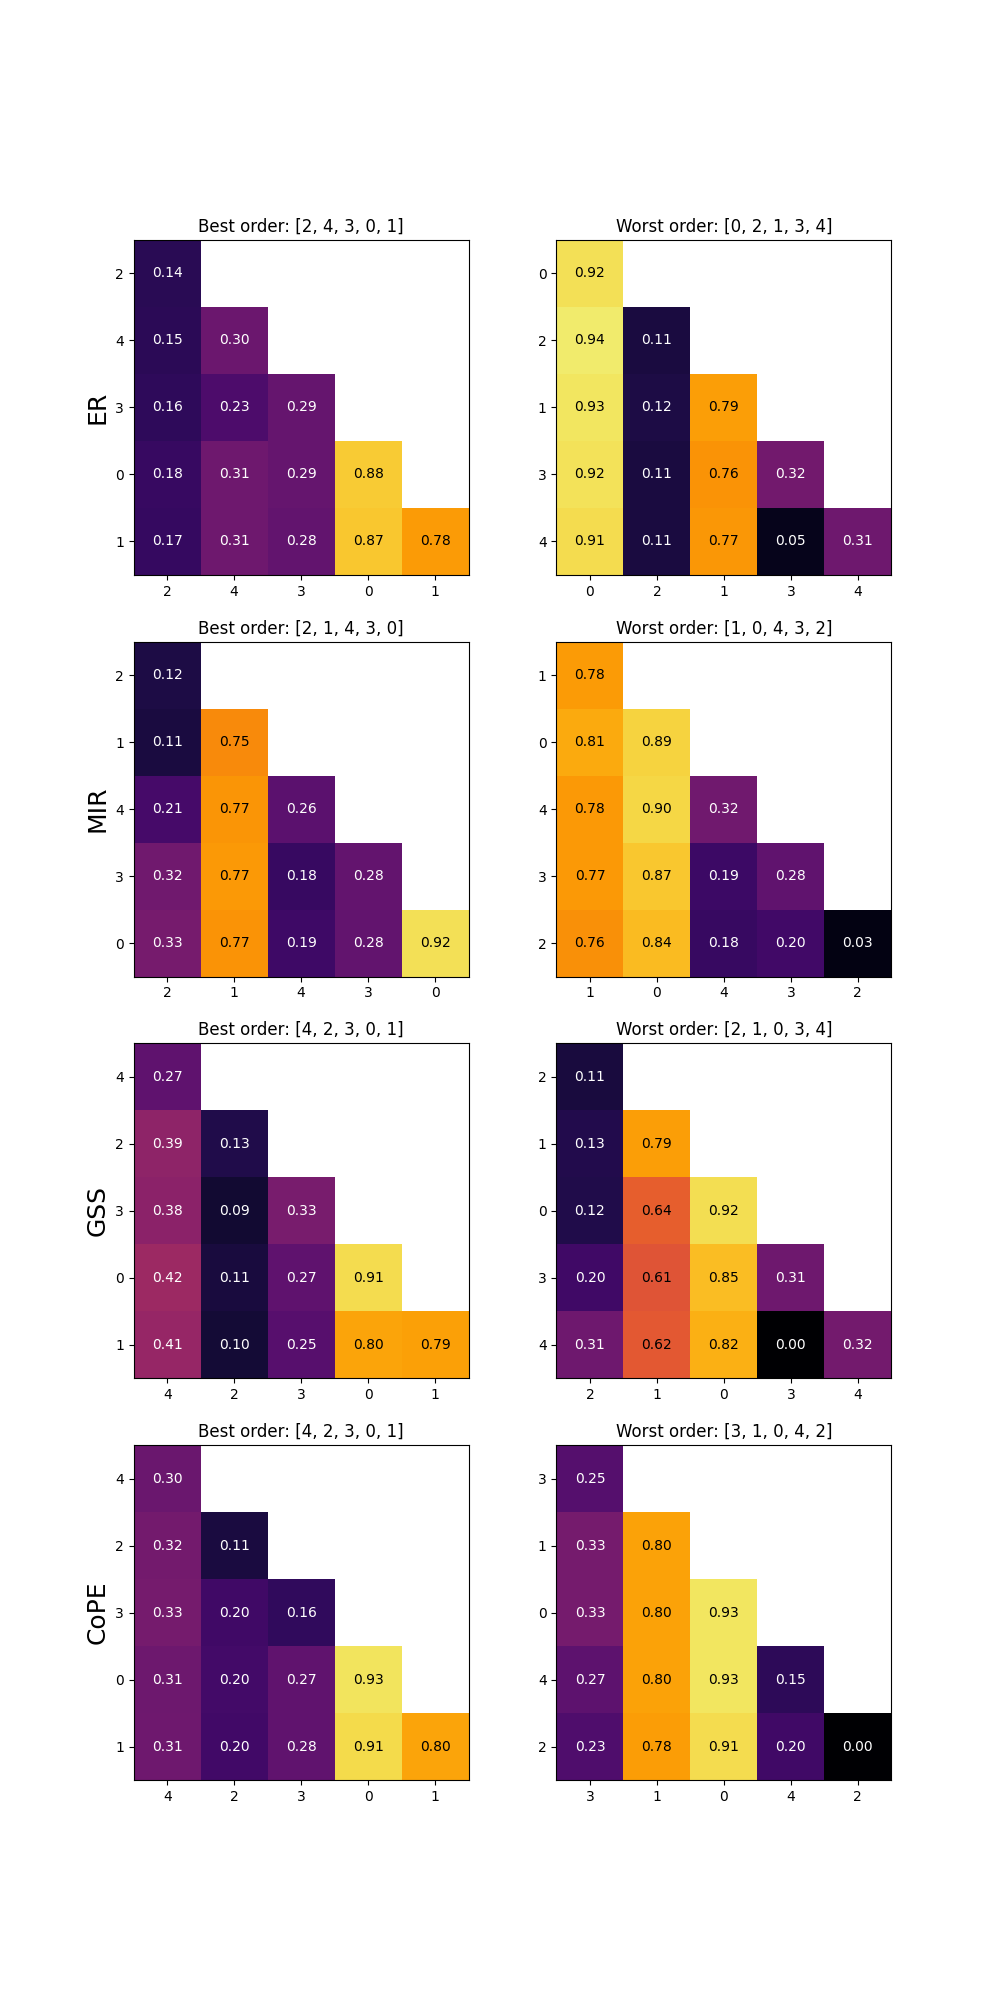 Best order: [2, 4, 3, 0, 1] Worst order: [0, 2, 1, 3, 4]
2 0.14 0 0.92
4 0.15 0.30 2 0.94 0.11
ER 3 0.16 0.23 0.29 1 0.93 0.12 0.79
0 0.18 0.31 0.29 0.88 3 0.92 0.11 0.76 0.32
1 0.17 0.31 0.28 0.87 0.78 4 0.91 0.11 0.77 0.05 0.31
2 4 3 0 1 0 2 1 3 4
Best order: [2, 1, 4, 3, 0] Worst order: [1, 0, 4, 3, 2]
2 0.12 1 0.78
1 0.11 0.75 0 0.81 0.89
MIR 4 0.21 0.77 0.26 4 0.78 0.90 0.32
3 0.32 0.77 0.18 0.28 3 0.77 0.87 0.19 0.28
0 0.33 0.77 0.19 0.28 0.92 2 0.76 0.84 0.18 0.20 0.03
2 1 4 3 0 1 0 4 3 2
Best order: [4, 2, 3, 0, 1] Worst order: [2, 1, 0, 3, 4]
4 0.27 2 0.11
2 0.39 0.13 1 0.13 0.79
GSS 3 0.38 0.09 0.33 0 0.12 0.64 0.92
0 0.42 0.11 0.27 0.91 3 0.20 0.61 0.85 0.31
1 0.41 0.10 0.25 0.80 0.79 4 0.31 0.62 0.82 0.00 0.32
4 2 3 0 1 2 1 0 3 4
Best order: [4, 2, 3, 0, 1] Worst order: [3, 1, 0, 4, 2]
4 0.30 3 0.25
2 0.32 0.11 1 0.33 0.80
CoPE 3 0.33 0.20 0.16 0 0.33 0.80 0.93
0 0.31 0.20 0.27 0.93 4 0.27 0.80 0.93 0.15
1 0.31 0.20 0.28 0.91 0.80 2 0.23 0.78 0.91 0.20 0.00
4 2 3 0 1 3 1 0 4 2